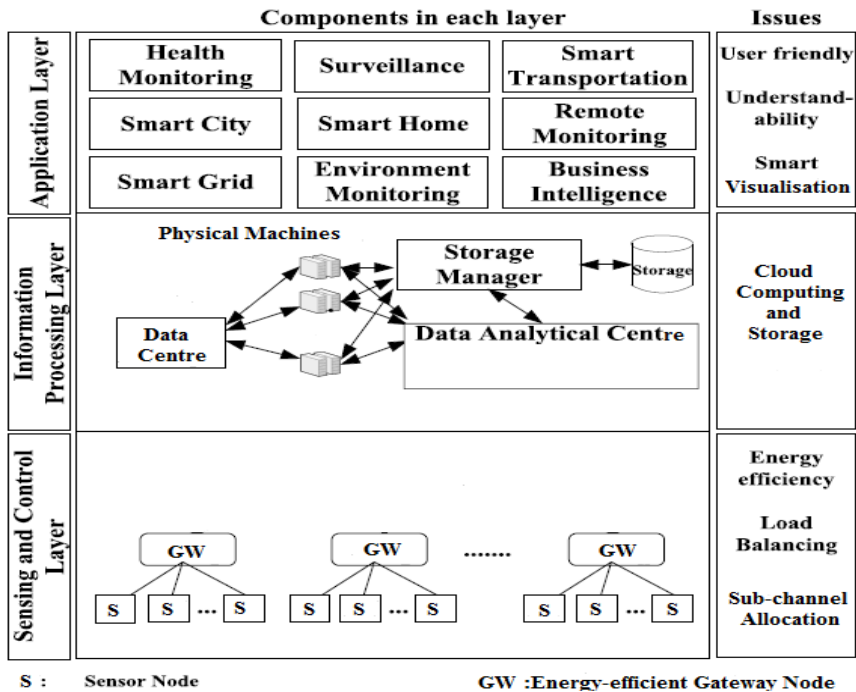 Components in each layer
Issues
Application Layer
Health
Monitoring
Surveillance
Smart
Transportation
Smart City
Smart Home
Remote
Monitoring
Smart Grid
Environment
Monitoring
Business
Intelligence
User friendly
Understand-
ability
Smart
Visualisation
Information
Processing Layer
Physical Machines
Storage
Manager
Storage
Data
Centre
Data Analytical Centre
Cloud
Computing
and
Storage
Sensing and Control
Layer
GW
GW
.......
GW
S
S
...
S
S
S
...
S
S
S
...
S
Energy
efficiency
Load
Balancing
Sub-channel
Allocation
S : Sensor Node
GW :Energy-efficient Gateway Node